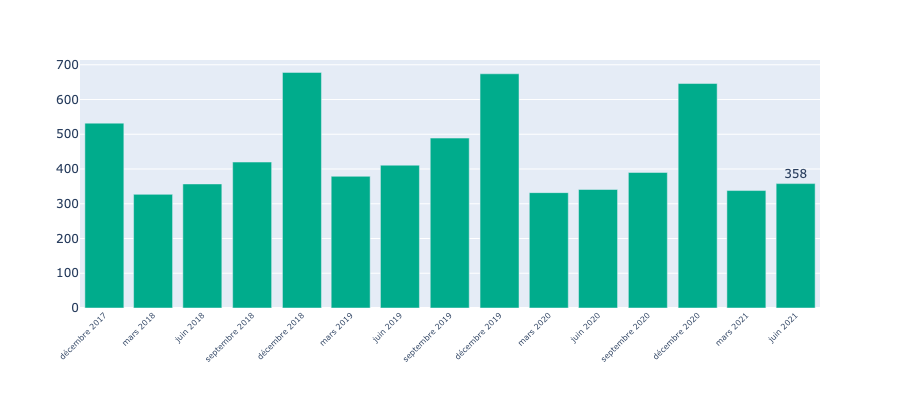 700
600
500
400
300
200
100
0
358
décembre 2017
mars 2018
juin 2018
septembre 2018
décembre 2018
mars 2019
juin 2019
septembre 2019
décembre 2019
mars 2020
juin 2020
septembre 2020
décembre 2020
mars 2021
juin 2021